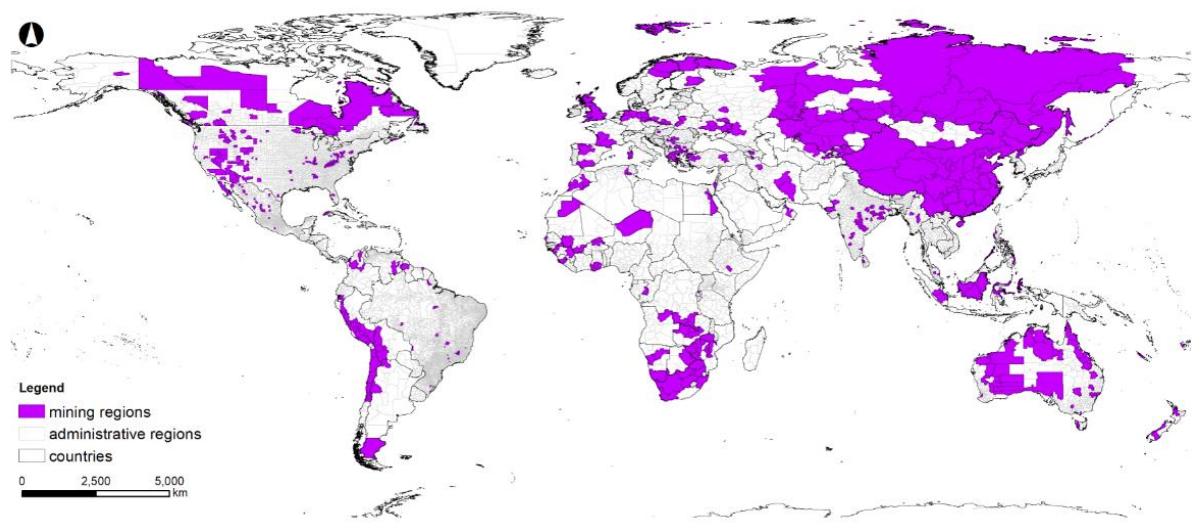 Legend
mining regions
administrative regions
countries
0 2,500 5,000
km